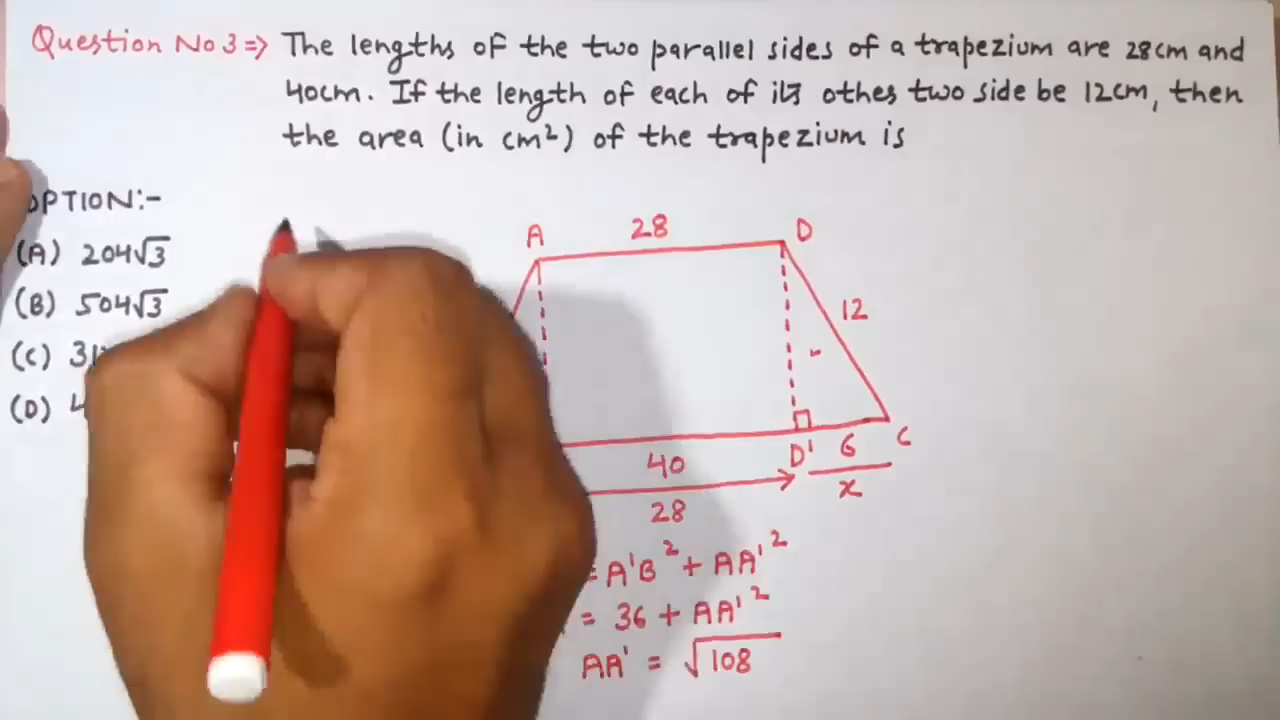 Question No 3 => The lengths of the two parallel sides of a trapezium are 28cm and
40cm. If the length of each of its othes two side be 12cm, then
the area (in cm²) of the trapezium is
OPTION:-
(A) 204√3
(B) 504√3
(C)
(D)
A 28 D
12
D' 6 C
40
x
28
= A'B² + AA'²
= 36 + AA'²
AA' = √108